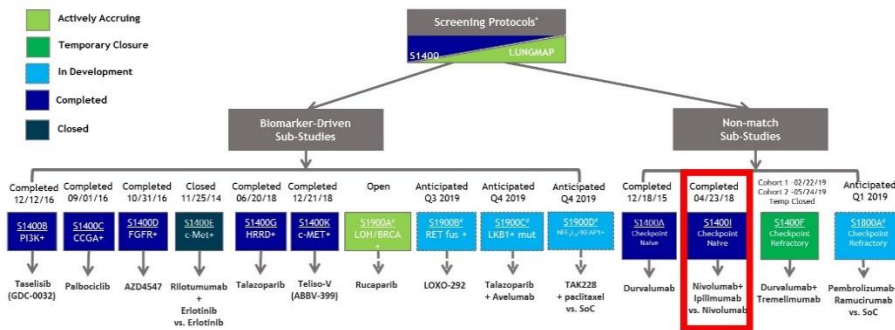 Actively Accruing
Temporary Closure
In Development
Completed
Closed
Screening Protocols*
S1400
LUNGMAP
Biomarker-Driven
Sub-Studies
Non-match
Sub-Studies
Completed
12/12/16
S1400B
PI3K+
Taselisib
(GDC-0032)
Completed
09/01/16
S1400C
CCGA+
Palbociclib
Completed
10/31/16
S1400D
FGFR+
AZD4547
Closed
11/25/14
S1400E
c-Met+
Rilotumumab
+
Erlotinib
vs. Erlotinib
Completed
06/20/18
S1400G
HRRD+
Talazoparib
Completed
12/21/18
S1400K
c-MET+
Teliso-V
(ABBV-399)
Open
S1900A#
LOH/BRCA
+
Rucaparib
Anticipated
Q3 2019
S1900B#
RET fus +
LOXO-292
Anticipated
Q4 2019
S1900C#
LKB1+ mut
Talazoparib
+ Avelumab
Anticipated
Q4 2019
S1900D#
TAK228
+ paclitaxel
vs. SoC
Completed
12/18/15
S1400A
Checkpoint
Naive
Durvalumab
Completed
04/23/18
S1400I
Checkpoint
Naive
Nivolumab+
Ipilimumab
vs. Nivolumab
Cohort 1 -02/22/19
Cohort 2 -05/24/19
Temp Closed
S1400F
Checkpoint
Refractory
Durvalumab+
Tremelimumab
Anticipated
Q1 2019
S1800A#
Checkpoint
Refractory
Pembrolizumab+
Ramucirumab
vs SoC